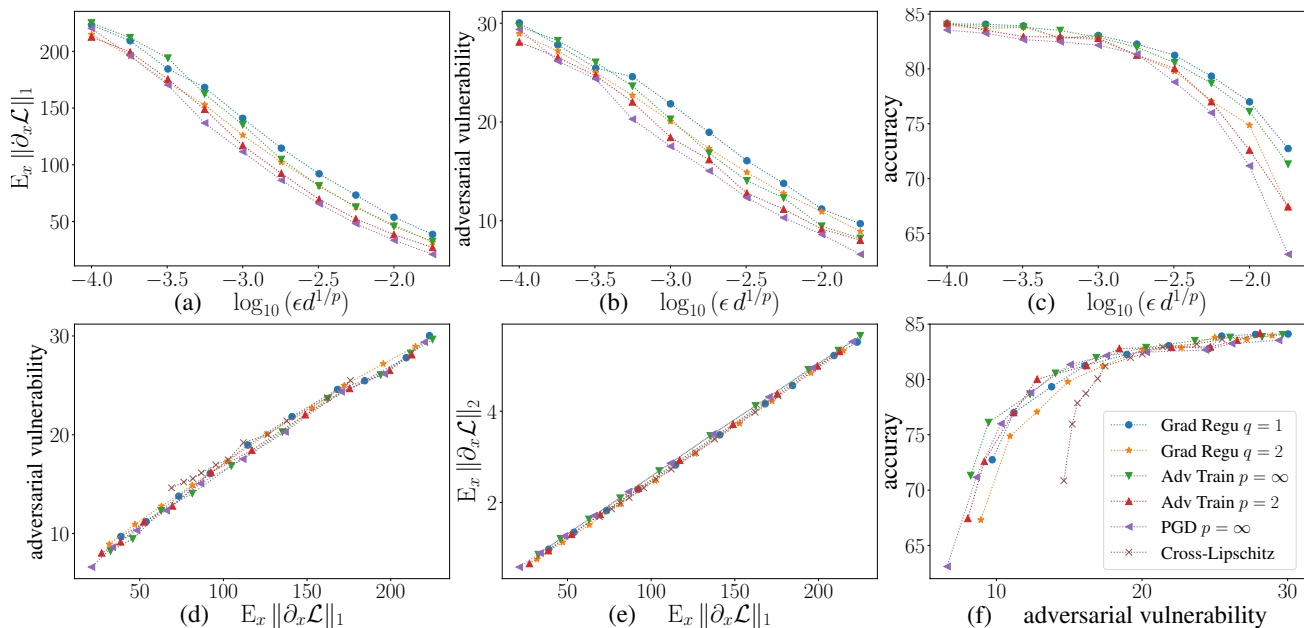 E_x ‖∂_xℒ‖_1
200
150
100
50
−4.0 −3.5 −3.0 −2.5 −2.0
(a) log_10 (ϵd^{1/p})
adversarial vulnerability
30
20
10
−4.0 −3.5 −3.0 −2.5 −2.0
(b) log_10 (ϵ d^{1/p})
accuracy
85
80
75
70
65
−4.0 −3.5 −3.0 −2.5 −2.0
(c) log_10 (ϵ d^{1/p})
adversarial vulnerability
30
20
10
50 100 150 200
(d) E_x ‖∂_xℒ‖_1
E_x ‖∂_xℒ‖_2
4
2
50 100 150 200
(e) E_x ‖∂_xℒ‖_1
accuray
85
80
75
70
65
Grad Regu q = 1
Grad Regu q = 2
Adv Train p = ∞
Adv Train p = 2
PGD p = ∞
Cross-Lipschitz
10 20 30
(f) adversarial vulnerability